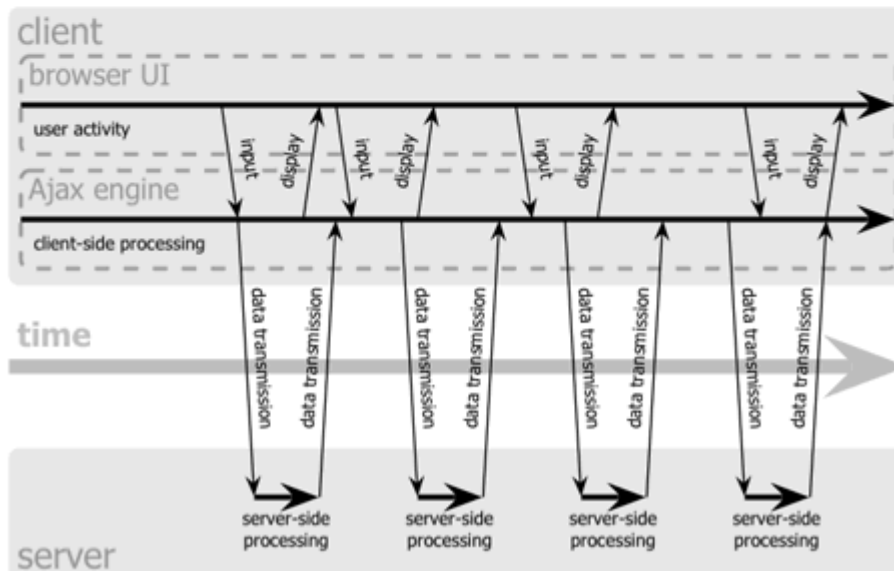 client
browser UI
user activity
input
display
input
display
input
display
input
display
Ajax engine
client-side processing
data transmission
data transmission
data transmission
data transmission
data transmission
data transmission
data transmission
data transmission
time
server-side
processing
server-side
processing
server-side
processing
server-side
processing
server